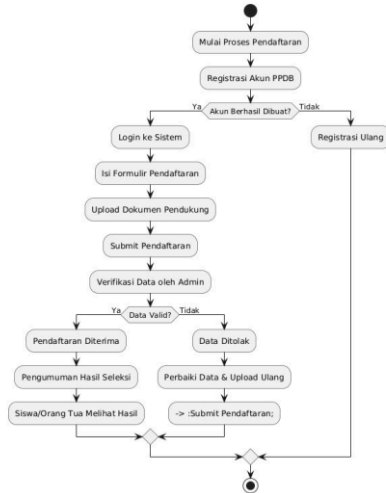 Mulai Proses Pendaftaran
Registrasi Akun PPDB
Ya
Akun Berhasil Dibuat?
Tidak
Login ke Sistem
Registrasi Ulang
Isi Formulir Pendaftaran
Upload Dokumen Pendukung
Submit Pendaftaran
Verifikasi Data oleh Admin
Ya
Data Valid?
Tidak
Pendaftaran Diterima
Data Ditolak
Pengumuman Hasil Seleksi
Perbaiki Data & Upload Ulang
Siswa/Orang Tua Melihat Hasil
-> :Submit Pendaftaran;